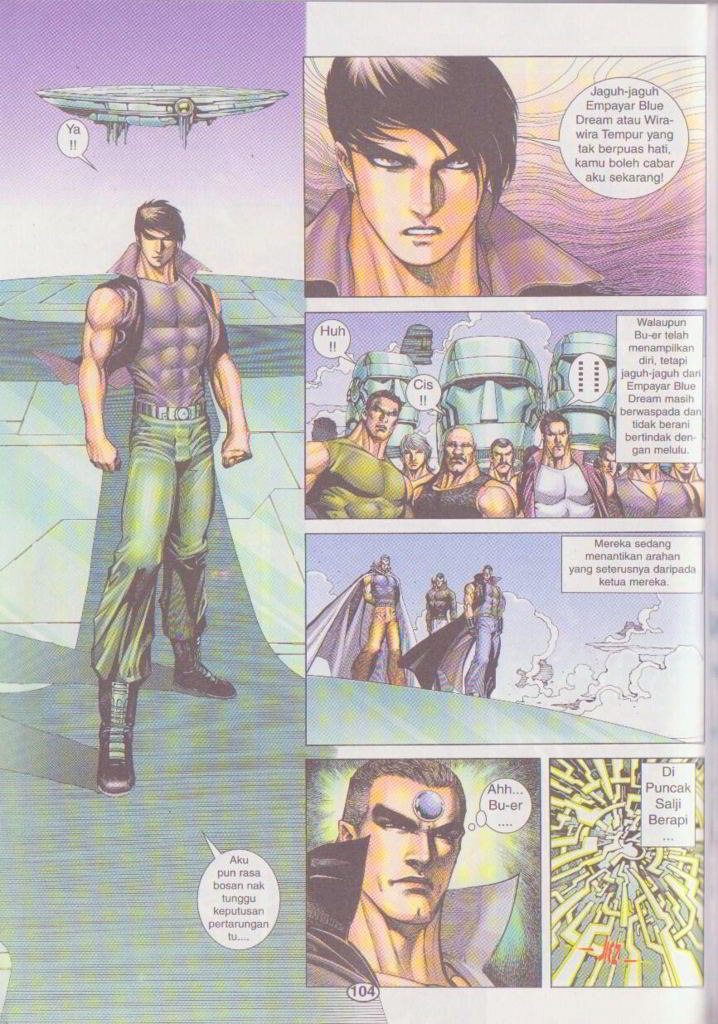 Ya
!!
Aku
pun rasa
bosan nak
tunggu
keputusan
pertarungan
tu....
Jaguh-jaguh
Empayar Blue
Dream atau Wira-
wira Tempur yang
tak berpuas hati,
kamu boleh cabar
aku sekarang!
Huh
!!
Cis
!!
Walaupun
Bu-er telah
menampilkan
diri, tetapi
jaguh-jaguh dari
Empayar Blue
Dream masih
berwaspada dan
tidak berani
bertindak den-
gan melulu.
Mereka sedang
menantikan arahan
yang seterusnya daripada
ketua mereka.
Ahh...
Bu-er
....
Di
Puncak
Salji
Berapi
...
104